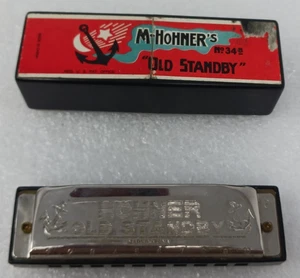 M·HOHNER'S
Nº 34B
"OLD STANDBY"
HOHNER
OLD STANDBY